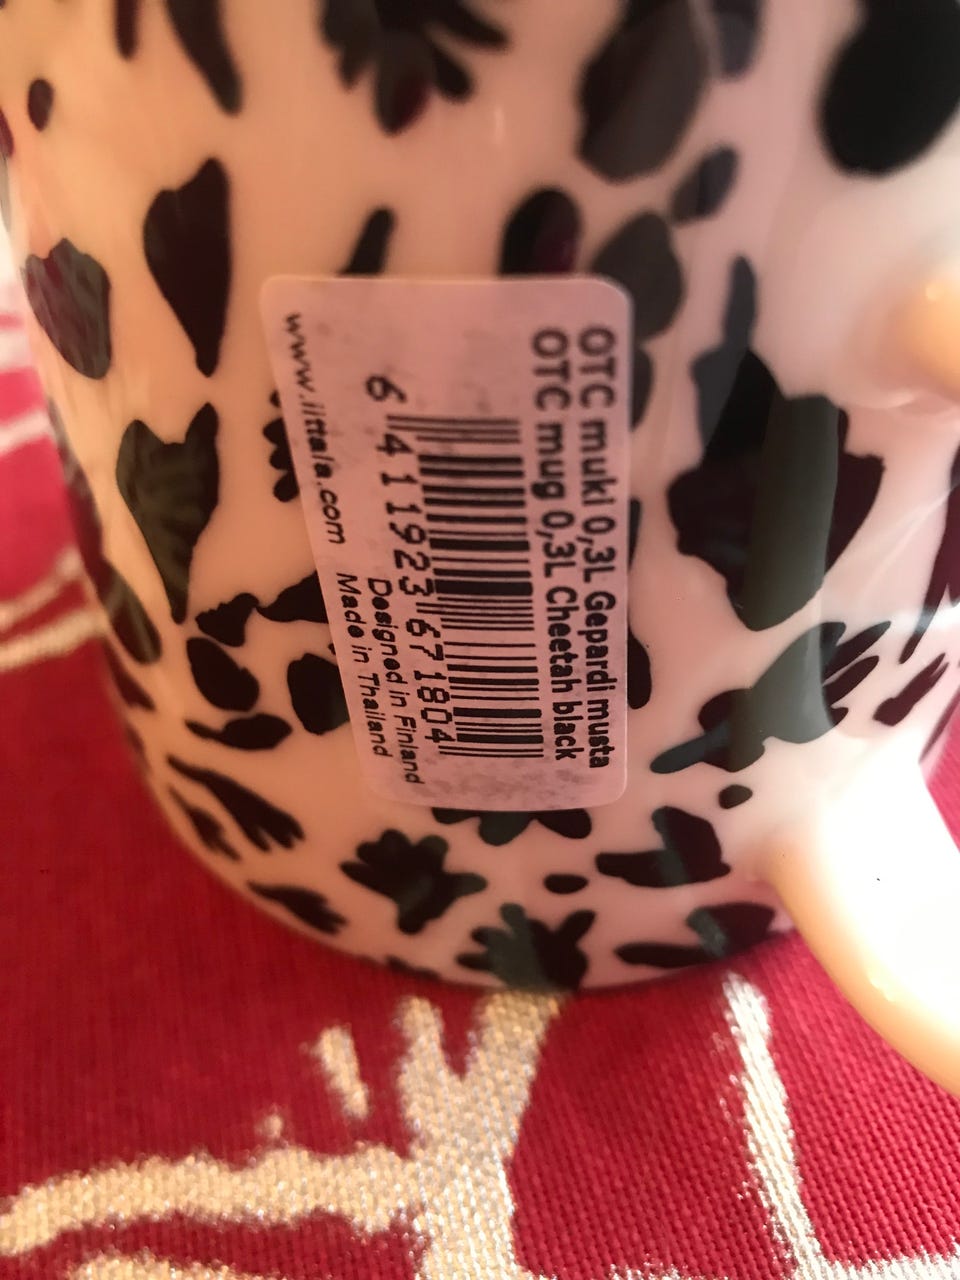 OTC muki 0,3L Gepardi musta
OTC mug 0,3L Cheetah black
6 411923 671804
Designed in Finland
www.iittala.com Made in Thailand